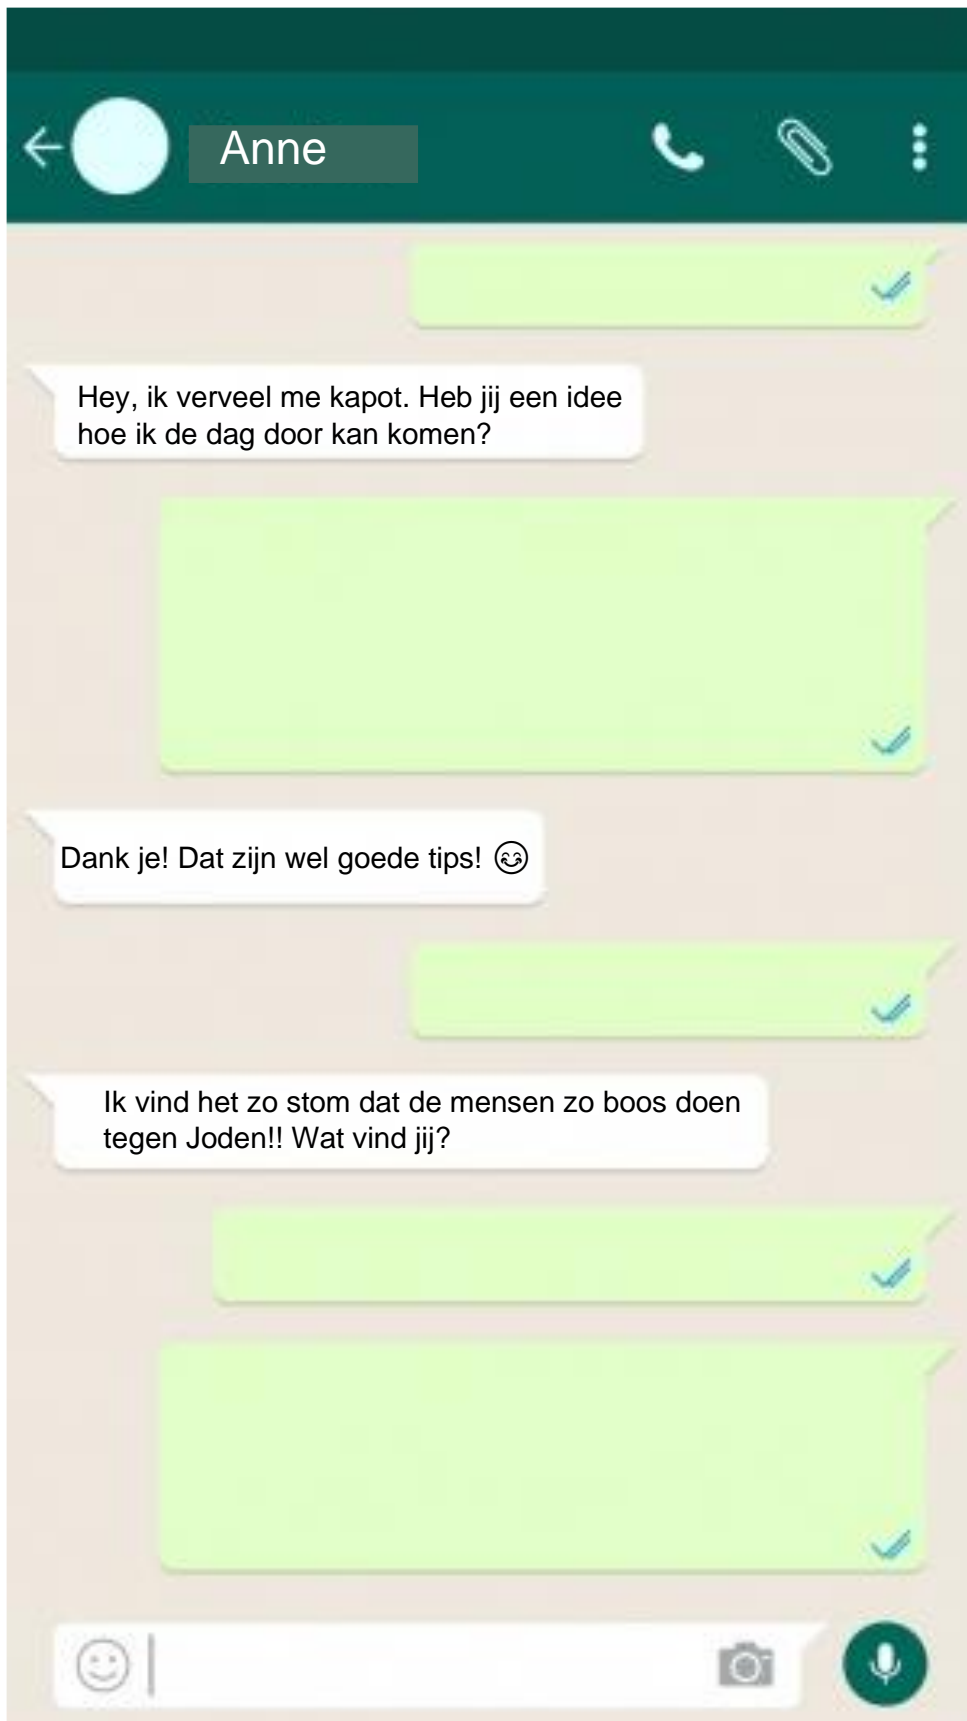 Anne
Hey, ik verveel me kapot. Heb jij een idee
hoe ik de dag door kan komen?
Dank je! Dat zijn wel goede tips! 😊
Ik vind het zo stom dat de mensen zo boos doen
tegen Joden!! Wat vind jij?